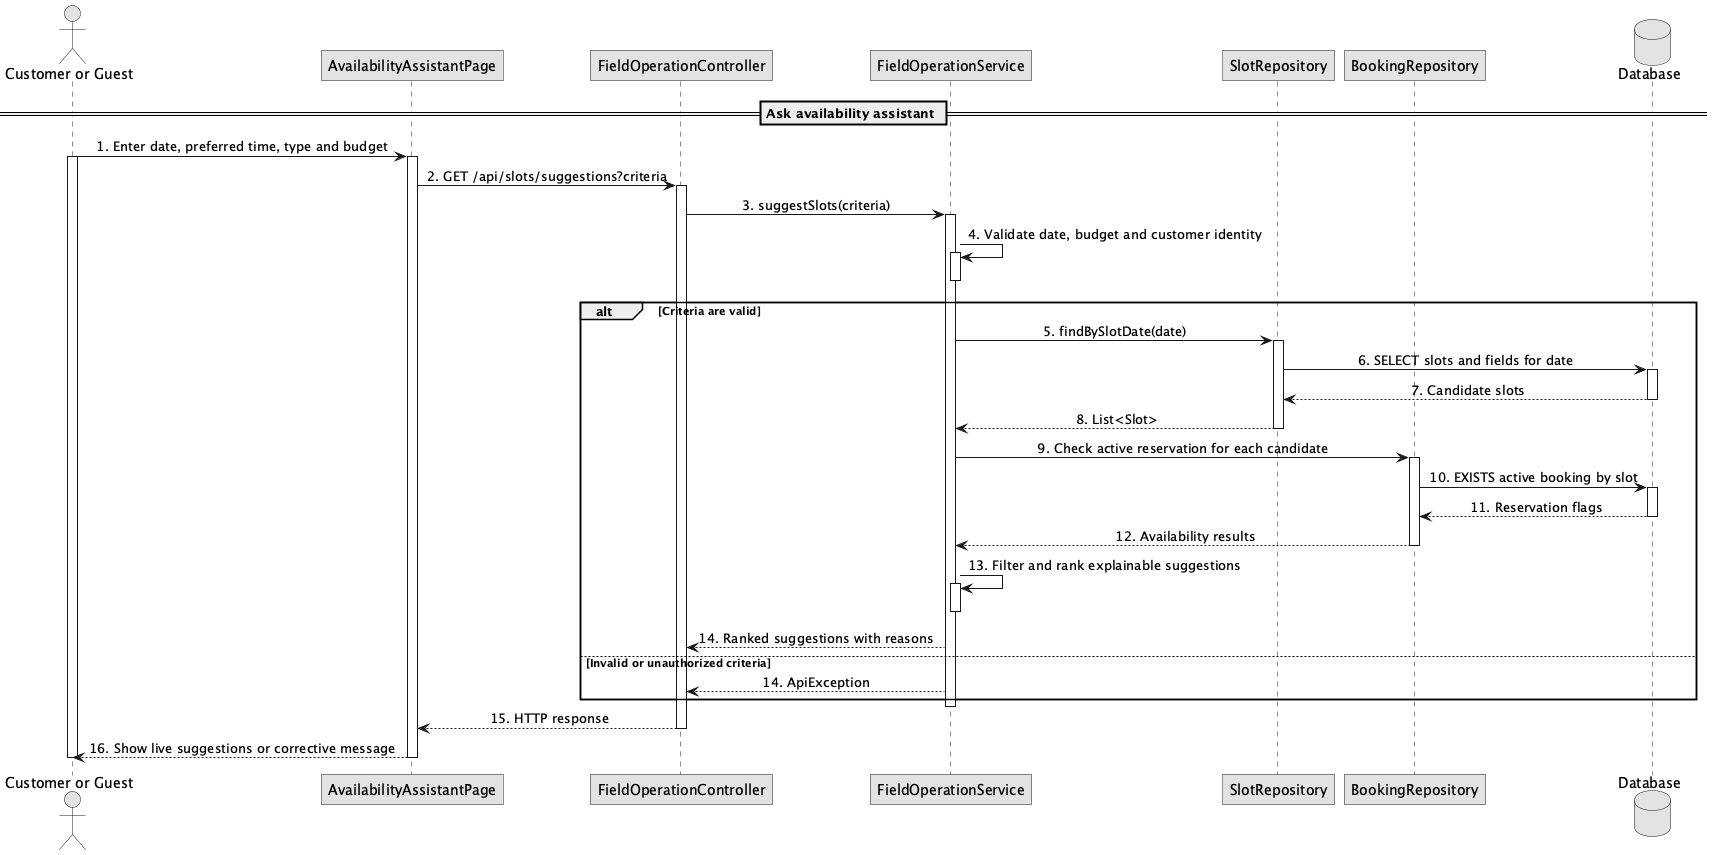 Customer or Guest
AvailabilityAssistantPage
FieldOperationController
FieldOperationService
SlotRepository
BookingRepository
Database
Ask availability assistant
1. Enter date, preferred time, type and budget
2. GET /api/slots/suggestions?criteria
3. suggestSlots(criteria)
4. Validate date, budget and customer identity
alt
[Criteria are valid]
5. findBySlotDate(date)
6. SELECT slots and fields for date
7. Candidate slots
8. List<Slot>
9. Check active reservation for each candidate
10. EXISTS active booking by slot
11. Reservation flags
12. Availability results
13. Filter and rank explainable suggestions
14. Ranked suggestions with reasons
[Invalid or unauthorized criteria]
14. ApiException
15. HTTP response
16. Show live suggestions or corrective message
Customer or Guest
AvailabilityAssistantPage
FieldOperationController
FieldOperationService
SlotRepository
BookingRepository
Database